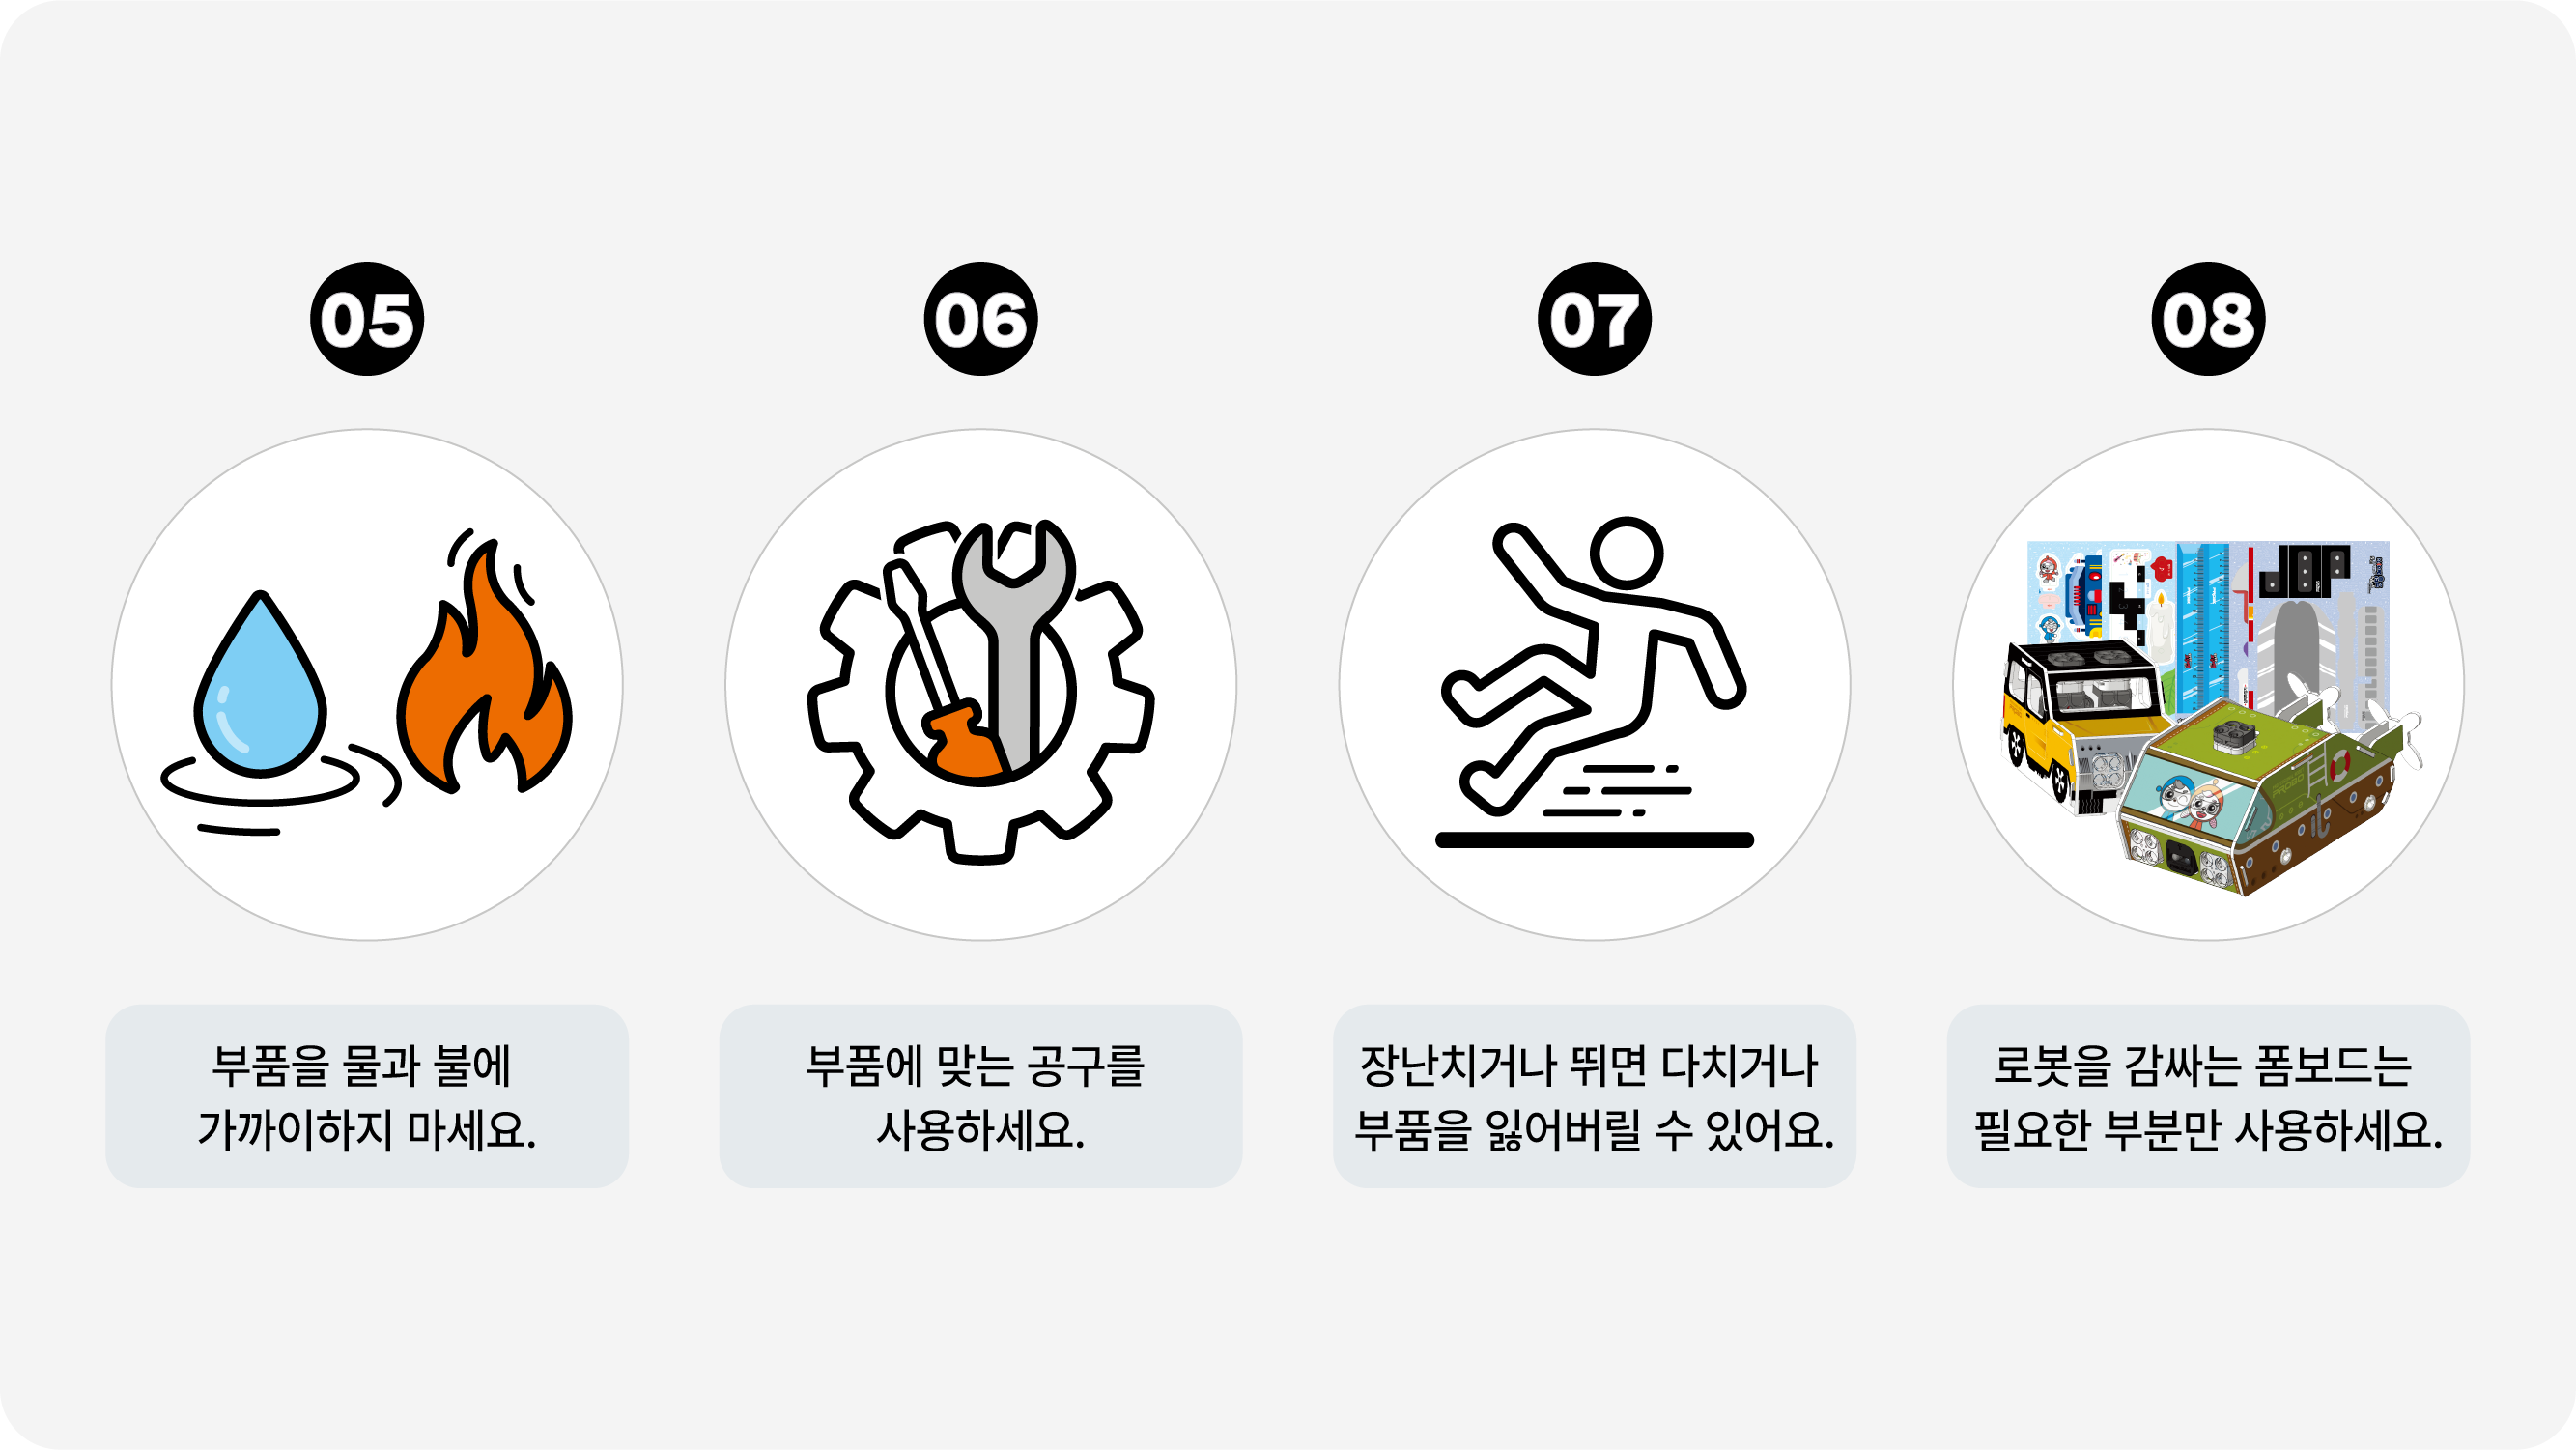 05
부품을 물과 불에
가까이하지 마세요.
06
부품에 맞는 공구를
사용하세요.
07
장난치거나 뛰면 다치거나
부품을 잃어버릴 수 있어요.
08
로봇을 감싸는 폼보드는
필요한 부분만 사용하세요.